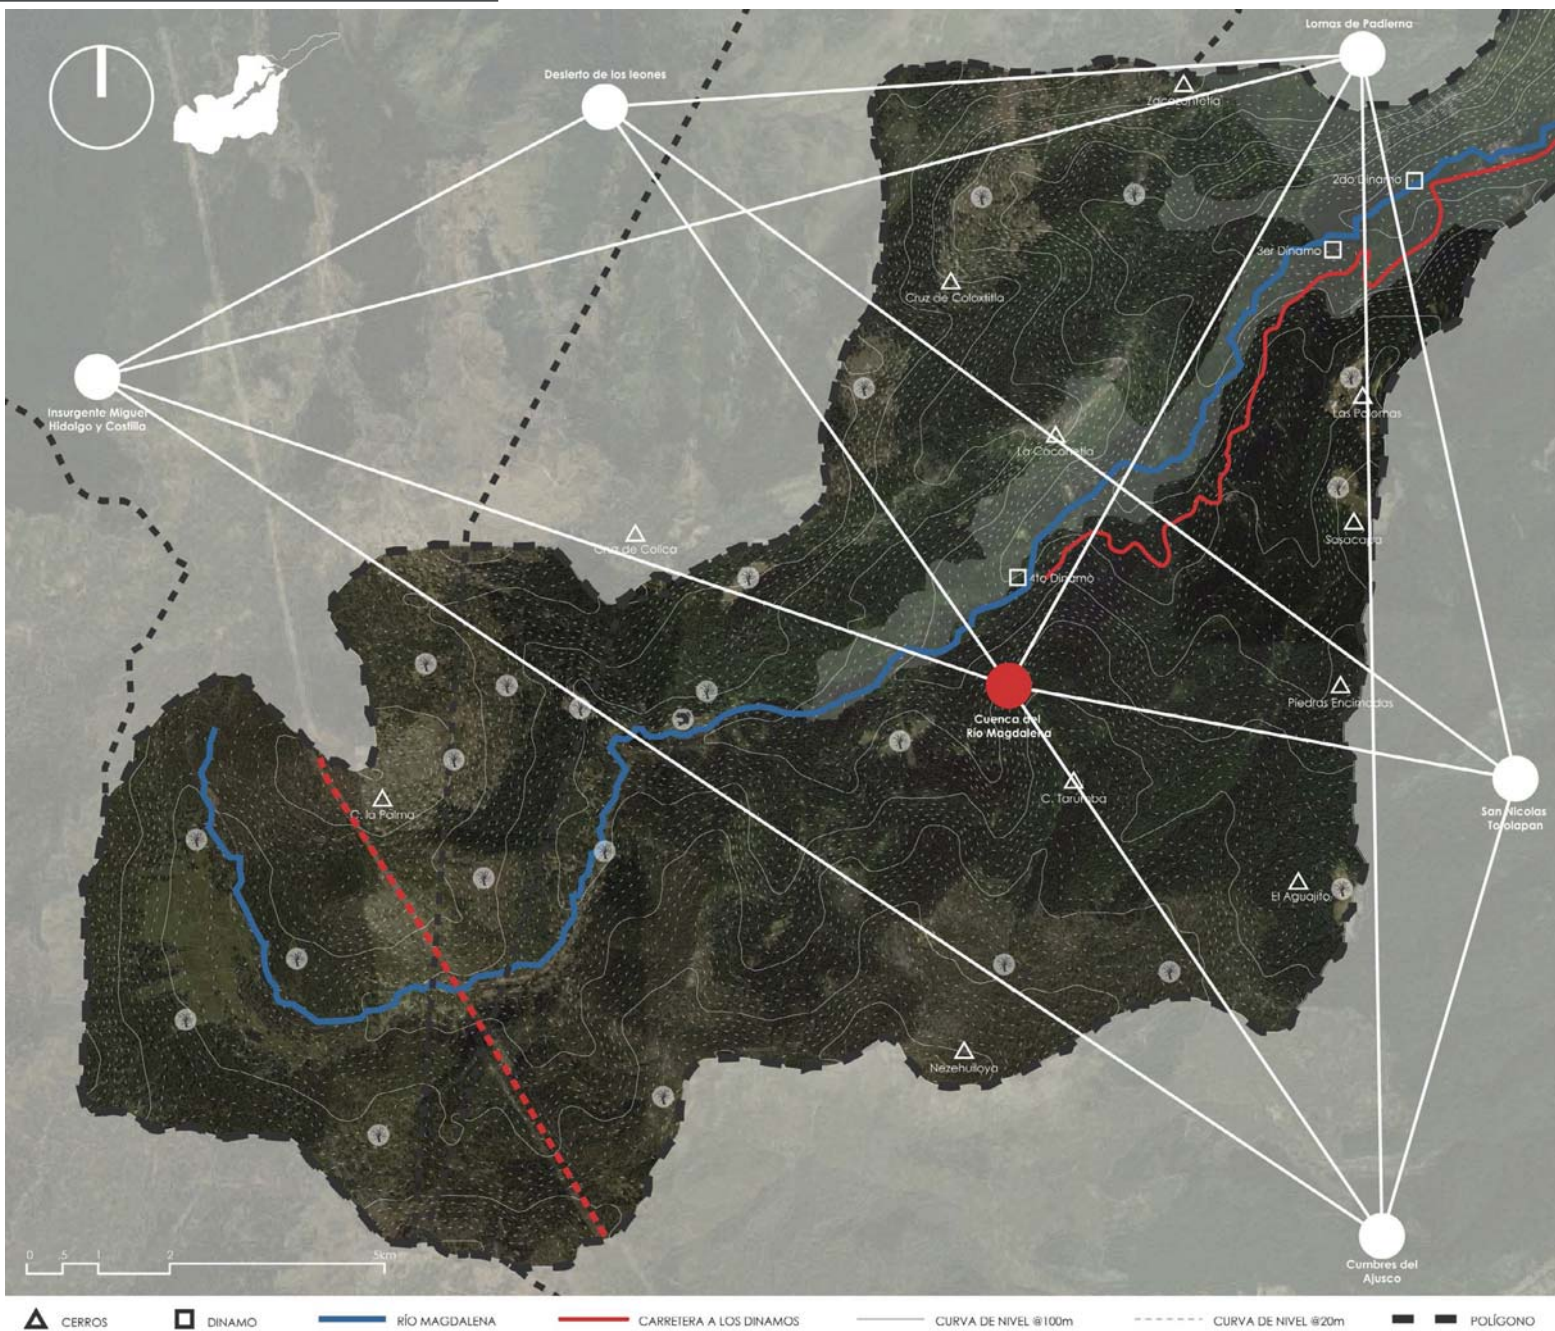 Lomas de Padierna
Desierto de los leones
Zacazontetla
2do Dinamo
3er Dínamo
Cruz de Coloxtitla
Insurgente Miguel
Hidalgo y Costilla
Las Palomas
La Coconetla
Sasacapa
Cruz de Colica
4to Dinamo
Piedras Encimadas
Cuenca del
Río Magdalena
C. Tarumba
C. la Palma
San Nicolas
Totolapan
El Aguajito
Nezehuiloya
0 .5 1 2 5km
Cumbres del
Ajusco
CERROS DINAMO RÍO MAGDALENA CARRETERA A LOS DINAMOS CURVA DE NIVEL @100m CURVA DE NIVEL @20m POLÍGONO